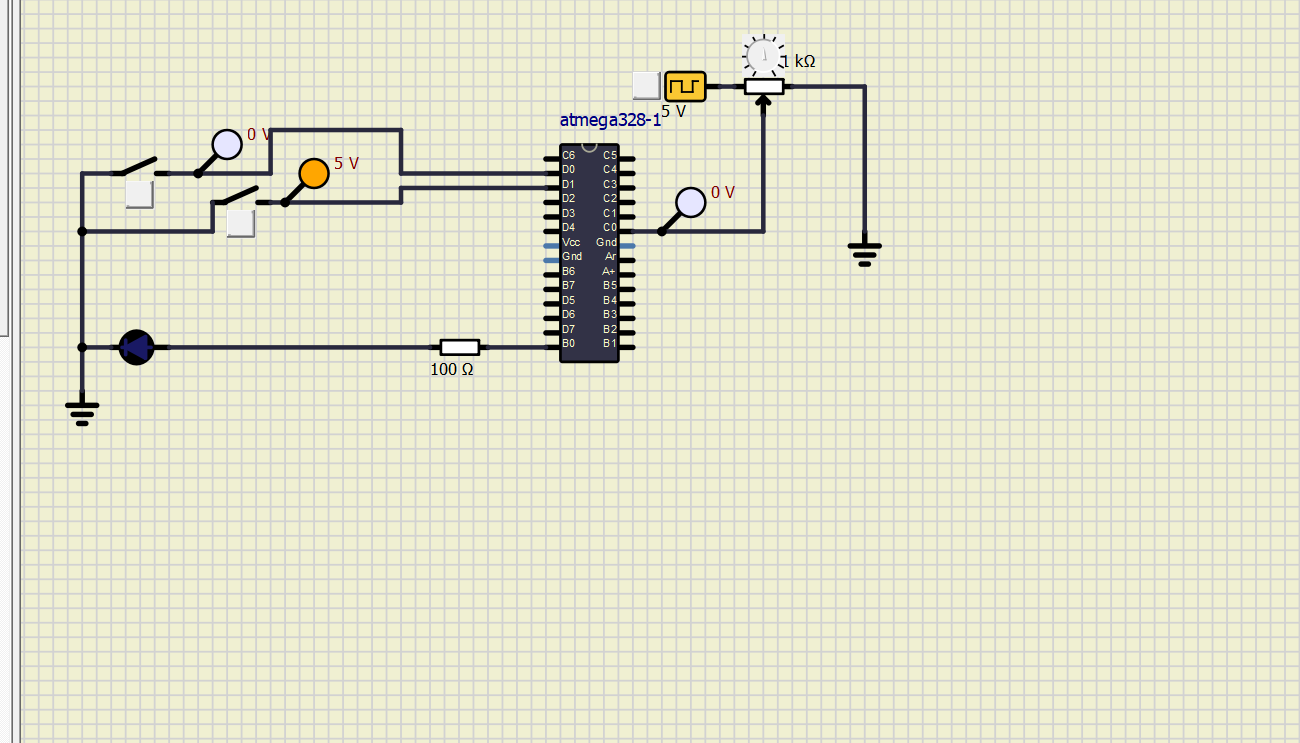 1 kΩ
5 V
atmega328-1
0 V
5 V
0 V
C6 C5
D0 C4
D1 C3
D2 C2
D3 C1
D4 C0
Vcc Gnd
Gnd Ar
B6 A+
B7 B5
D5 B4
D6 B3
D7 B2
B0 B1
100 Ω